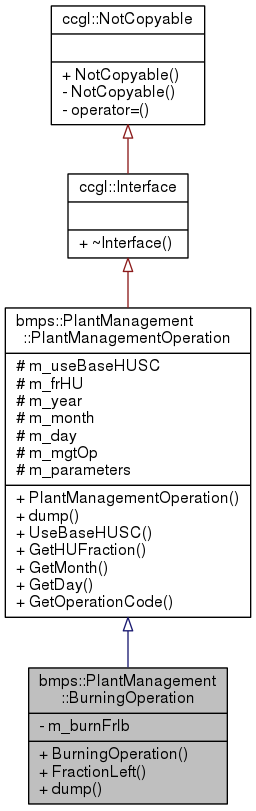 ccgl::NotCopyable
+ NotCopyable()
- NotCopyable()
- operator=()
ccgl::Interface
+ ~Interface()
bmps::PlantManagement
::PlantManagementOperation
# m_useBaseHUSC
# m_frHU
# m_year
# m_month
# m_day
# m_mgtOp
# m_parameters
+ PlantManagementOperation()
+ dump()
+ UseBaseHUSC()
+ GetHUFraction()
+ GetMonth()
+ GetDay()
+ GetOperationCode()
bmps::PlantManagement
::BurningOperation
- m_burnFrlb
+ BurningOperation()
+ FractionLeft()
+ dump()